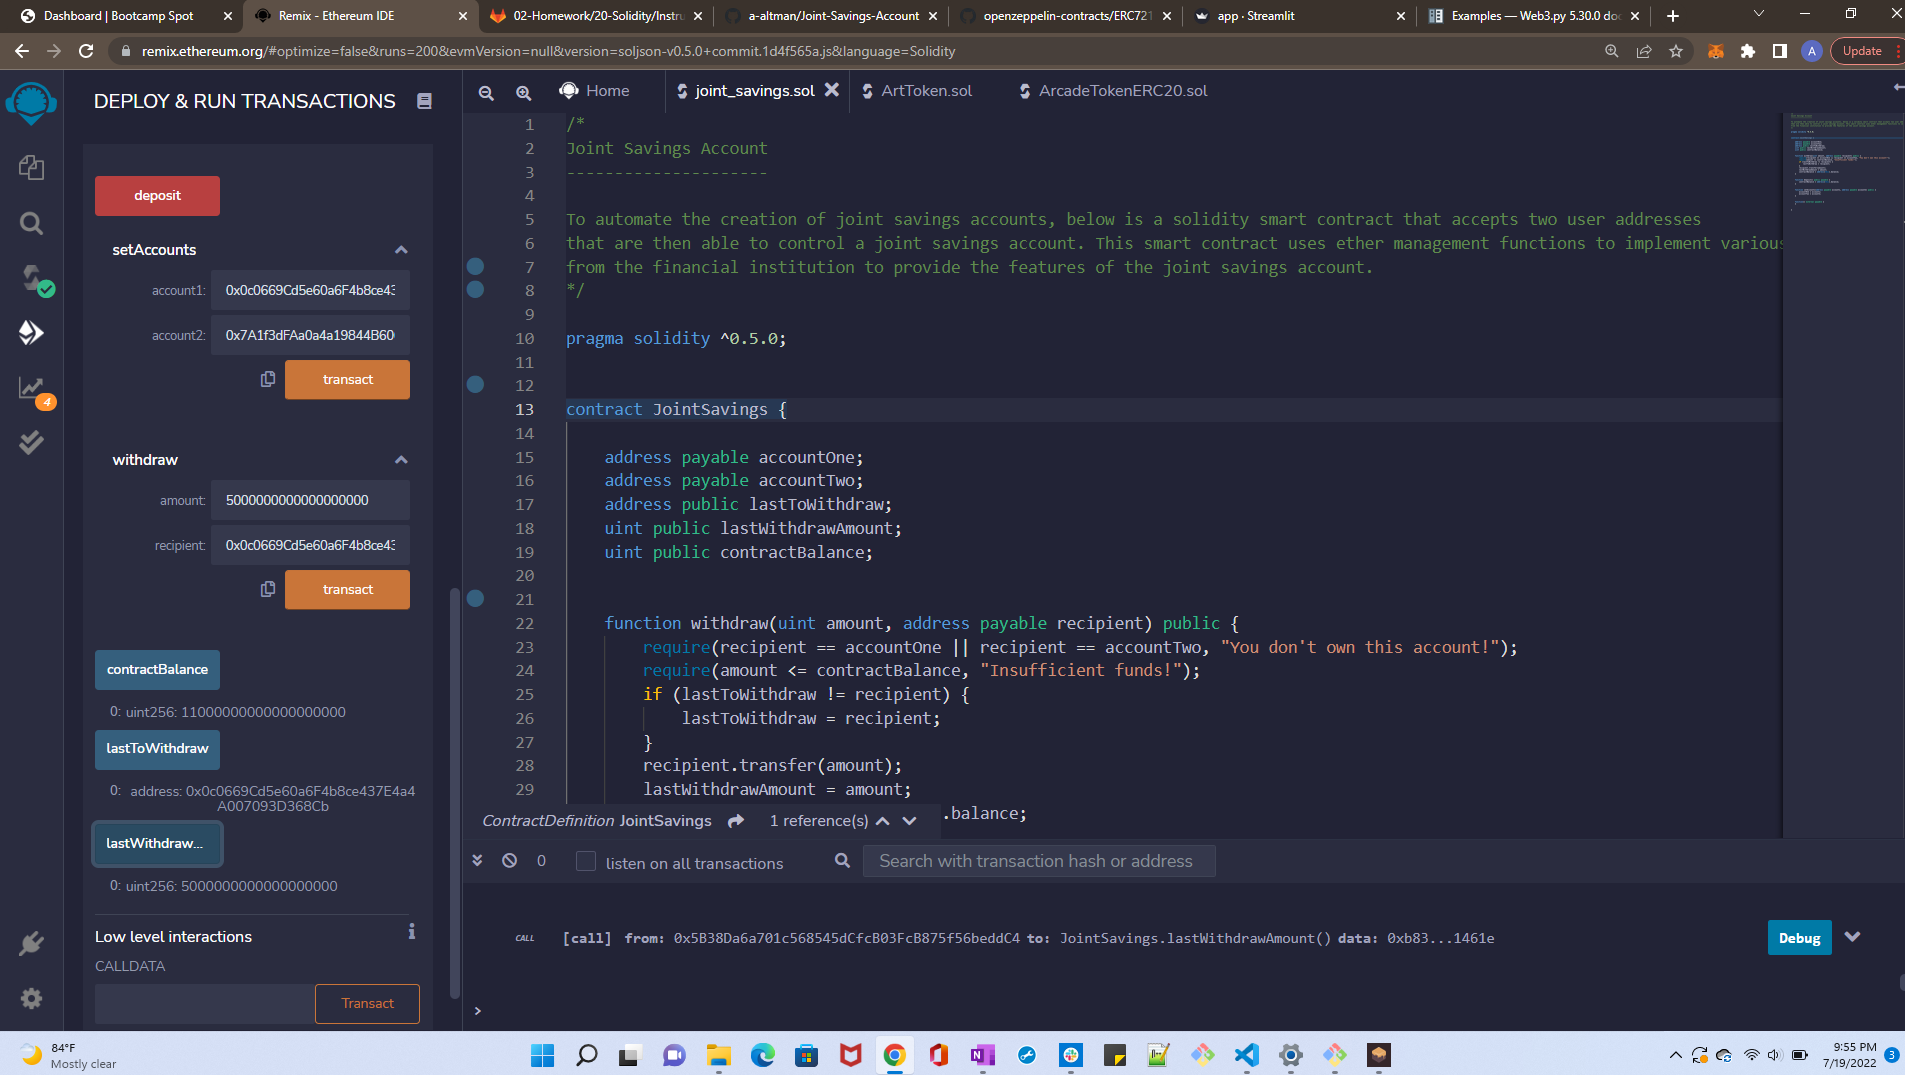 Dashboard | Bootcamp Spot
Remix - Ethereum IDE
02-Homework/20-Solidity/Instru
a-altman/Joint-Savings-Account
openzeppelin-contracts/ERC721
app · Streamlit
Examples — Web3.py 5.30.0 do
remix.ethereum.org/#optimize=false&runs=200&evmVersion=null&version=soljson-v0.5.0+commit.1d4f565a.js&language=Solidity
A
Update
DEPLOY & RUN TRANSACTIONS
Home
joint_savings.sol
ArtToken.sol
ArcadeTokenERC20.sol
4
deposit
setAccounts
account1:
0x0c0669Cd5e60a6F4b8ce43
account2:
0x7A1f3dFAa0a4a19844B60
transact
withdraw
amount:
5000000000000000000
recipient:
0x0c0669Cd5e60a6F4b8ce43
transact
contractBalance
0: uint256: 11000000000000000000
lastToWithdraw
0: address: 0x0c0669Cd5e60a6F4b8ce437E4a4
A007093D368Cb
lastWithdraw...
0: uint256: 5000000000000000000
Low level interactions
i
CALLDATA
Transact
1 /*
2 Joint Savings Account
3 ---------------------
4
5 To automate the creation of joint savings accounts, below is a solidity smart contract that accepts two user addresses
6 that are then able to control a joint savings account. This smart contract uses ether management functions to implement various
7 from the financial institution to provide the features of the joint savings account.
8 */
9
10 pragma solidity ^0.5.0;
11
12
13 contract JointSavings {
14
15 address payable accountOne;
16 address payable accountTwo;
17 address public lastToWithdraw;
18 uint public lastWithdrawAmount;
19 uint public contractBalance;
20
21
22 function withdraw(uint amount, address payable recipient) public {
23 require(recipient == accountOne || recipient == accountTwo, "You don't own this account!");
24 require(amount <= contractBalance, "Insufficient funds!");
25 if (lastToWithdraw != recipient) {
26 lastToWithdraw = recipient;
27 }
28 recipient.transfer(amount);
29 lastWithdrawAmount = amount;
.balance;
ContractDefinition JointSavings 1 reference(s)
0
listen on all transactions
Search with transaction hash or address
CALL [call] from: 0x5B38Da6a701c568545dCfcB03FcB875f56beddC4 to: JointSavings.lastWithdrawAmount() data: 0xb83...1461e
Debug
>
84°F
Mostly clear
9:55 PM
7/19/2022
3